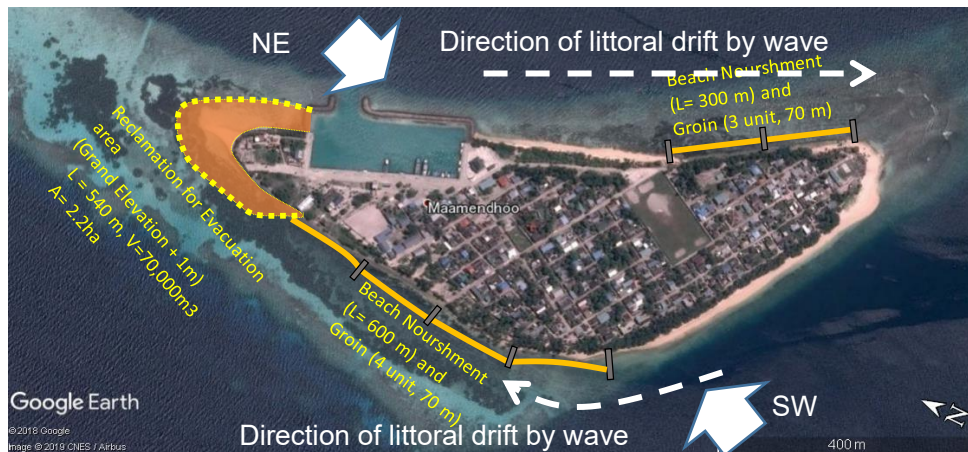 NE
Direction of littoral drift by wave
Beach Nourshment
(L= 300 m) and
Groin (3 unit, 70 m)
Reclamation for Evacuation
area
(Grand Elevation + 1m)
L = 540 m, V=70,000m3
A= 2.2ha
Maamendhoo
Beach Nourshment
(L= 600 m) and
Groin (4 unit, 70 m)
SW
Direction of littoral drift by wave
Google Earth
©2018 Google
Image © 2019 CNES / Airbus
400 m
N